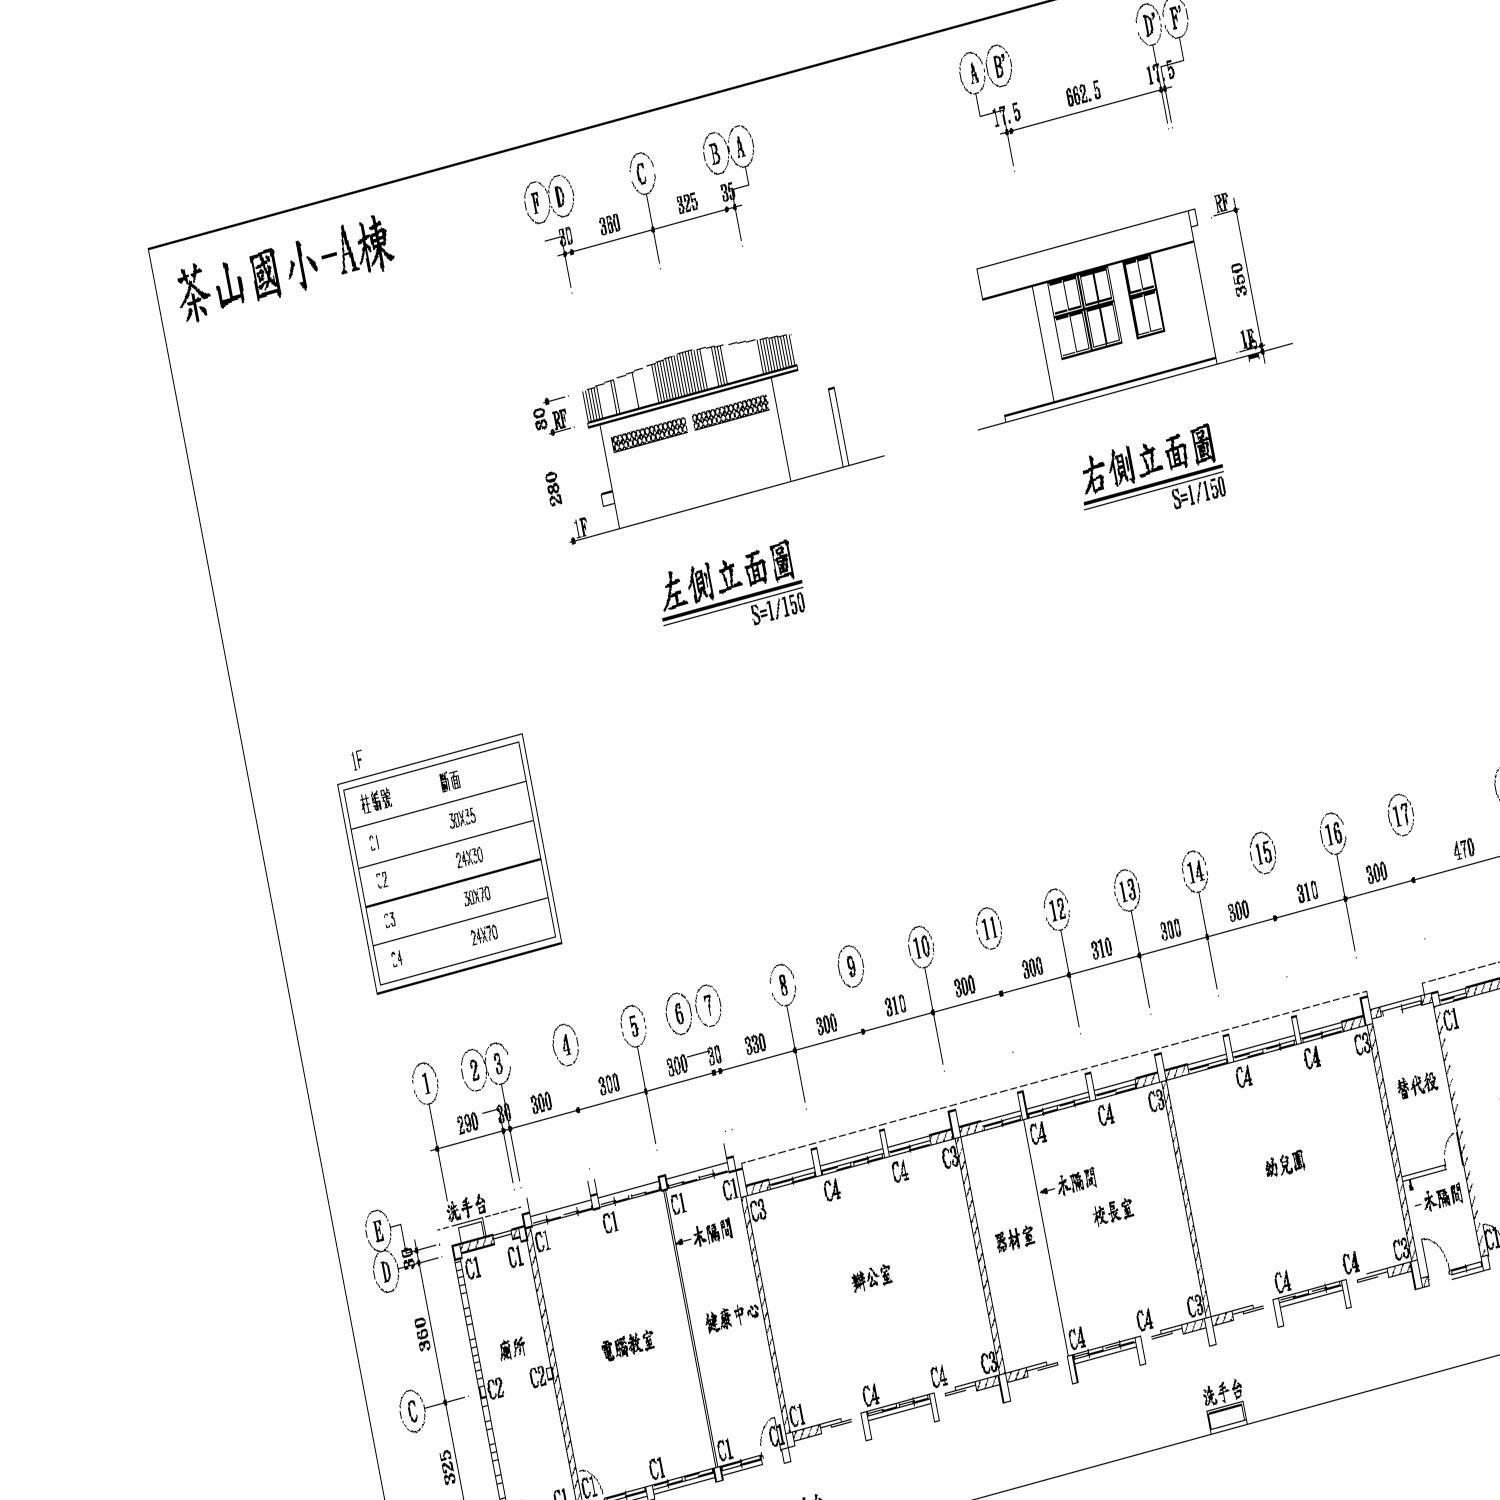 A B' D' F'
17.5 662.5 17.5
F D C B A
30 360 325 35
茶山國小-A棟
RF
350
1F
80
RF
280
1F
右側立面圖
S=1/150
左側立面圖
S=1/150
1F
柱編號 斷面
C1 30X35
C2 24X30
C3 30X70
C4 24X70
1 2 3 4 5 6 7 8 9 10 11 12 13 14 15 16 17
290 30 300 300 300 30 330 300 310 300 300 310 300 300 310 300 470
洗手台
E
D
30
360
C
325
C1 C1 C1 C1 C1 C1 C3 C4 C4 C3 C4 C4 C3 C4 C4 C3 C1
木隔間
木隔間
木隔間
替代役
幼兒園
校長室
器材室
辦公室
健康中心
電腦教室
廁所
C2 C2
C1 C1 C1 C1 C1 C1 C4 C4 C3 C4 C4 C3 C4 C4 C3 C1
洗手台